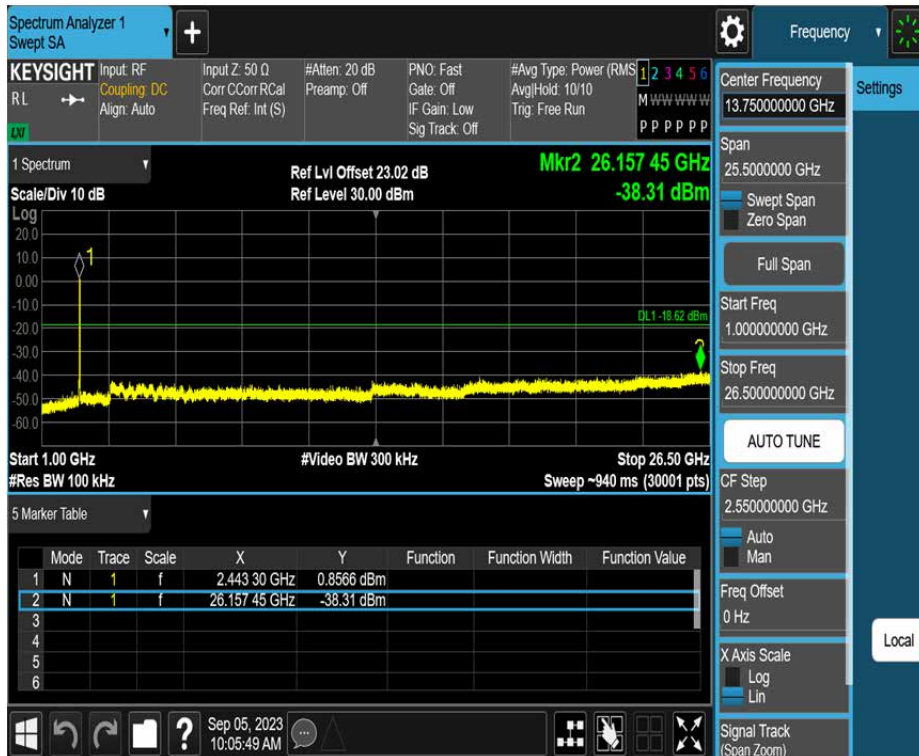 Spectrum Analyzer 1
Swept SA
+
Frequency
KEYSIGHT
RL
LXI
Input: RF
Coupling: DC
Align: Auto
Input Z: 50 Ω
Corr CCorr RCal
Freq Ref: Int (S)
#Atten: 20 dB
Preamp: Off
PNO: Fast
Gate: Off
IF Gain: Low
Sig Track: Off
#Avg Type: Power (RMS
Avg|Hold: 10/10
Trig: Free Run
1 2 3 4 5 6
M W W W W W
P P P P P P
1 Spectrum
Scale/Div 10 dB
Ref Lvl Offset 23.02 dB
Ref Level 30.00 dBm
Mkr2 26.157 45 GHz
-38.31 dBm
Log
20.0
10.0
0.00
-10.0
-20.0
-30.0
-40.0
-50.0
-60.0
1
DL1 -18.62 dBm
2
Start 1.00 GHz
#Video BW 300 kHz
Stop 26.50 GHz
#Res BW 100 kHz
Sweep ~940 ms (30001 pts)
5 Marker Table
Mode Trace Scale X Y Function Function Width Function Value
1 N 1 f 2.443 30 GHz 0.8566 dBm
2 N 1 f 26.157 45 GHz -38.31 dBm
3
4
5
6
?
Sep 05, 2023
10:05:49 AM
Center Frequency
13.750000000 GHz
Span
25.5000000 GHz
Swept Span
Zero Span
Full Span
Start Freq
1.000000000 GHz
Stop Freq
26.500000000 GHz
AUTO TUNE
CF Step
2.550000000 GHz
Auto
Man
Freq Offset
0 Hz
X Axis Scale
Log
Lin
Signal Track
(Span Zoom)
Settings
Local